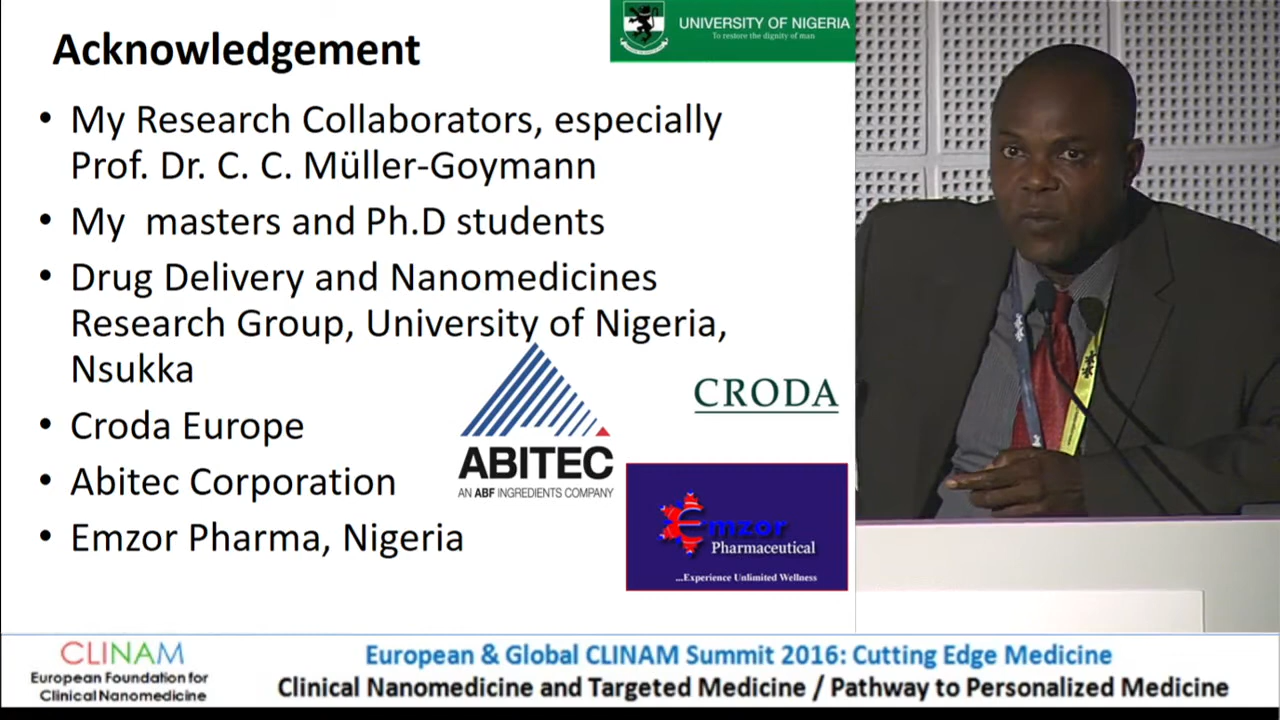 Acknowledgement
UNIVERSITY OF NIGERIA
To restore the dignity of man
• My Research Collaborators, especially
Prof. Dr. C. C. Müller-Goymann
• My masters and Ph.D students
• Drug Delivery and Nanomedicines
Research Group, University of Nigeria,
Nsukka
• Croda Europe
• Abitec Corporation
• Emzor Pharma, Nigeria
ABITEC
AN ABF INGREDIENTS COMPANY
CRODA
Emzor
Pharmaceutical
...Experience Unlimited Wellness
CLINAM
European Foundation for
Clinical Nanomedicine
European & Global CLINAM Summit 2016: Cutting Edge Medicine
Clinical Nanomedicine and Targeted Medicine / Pathway to Personalized Medicine